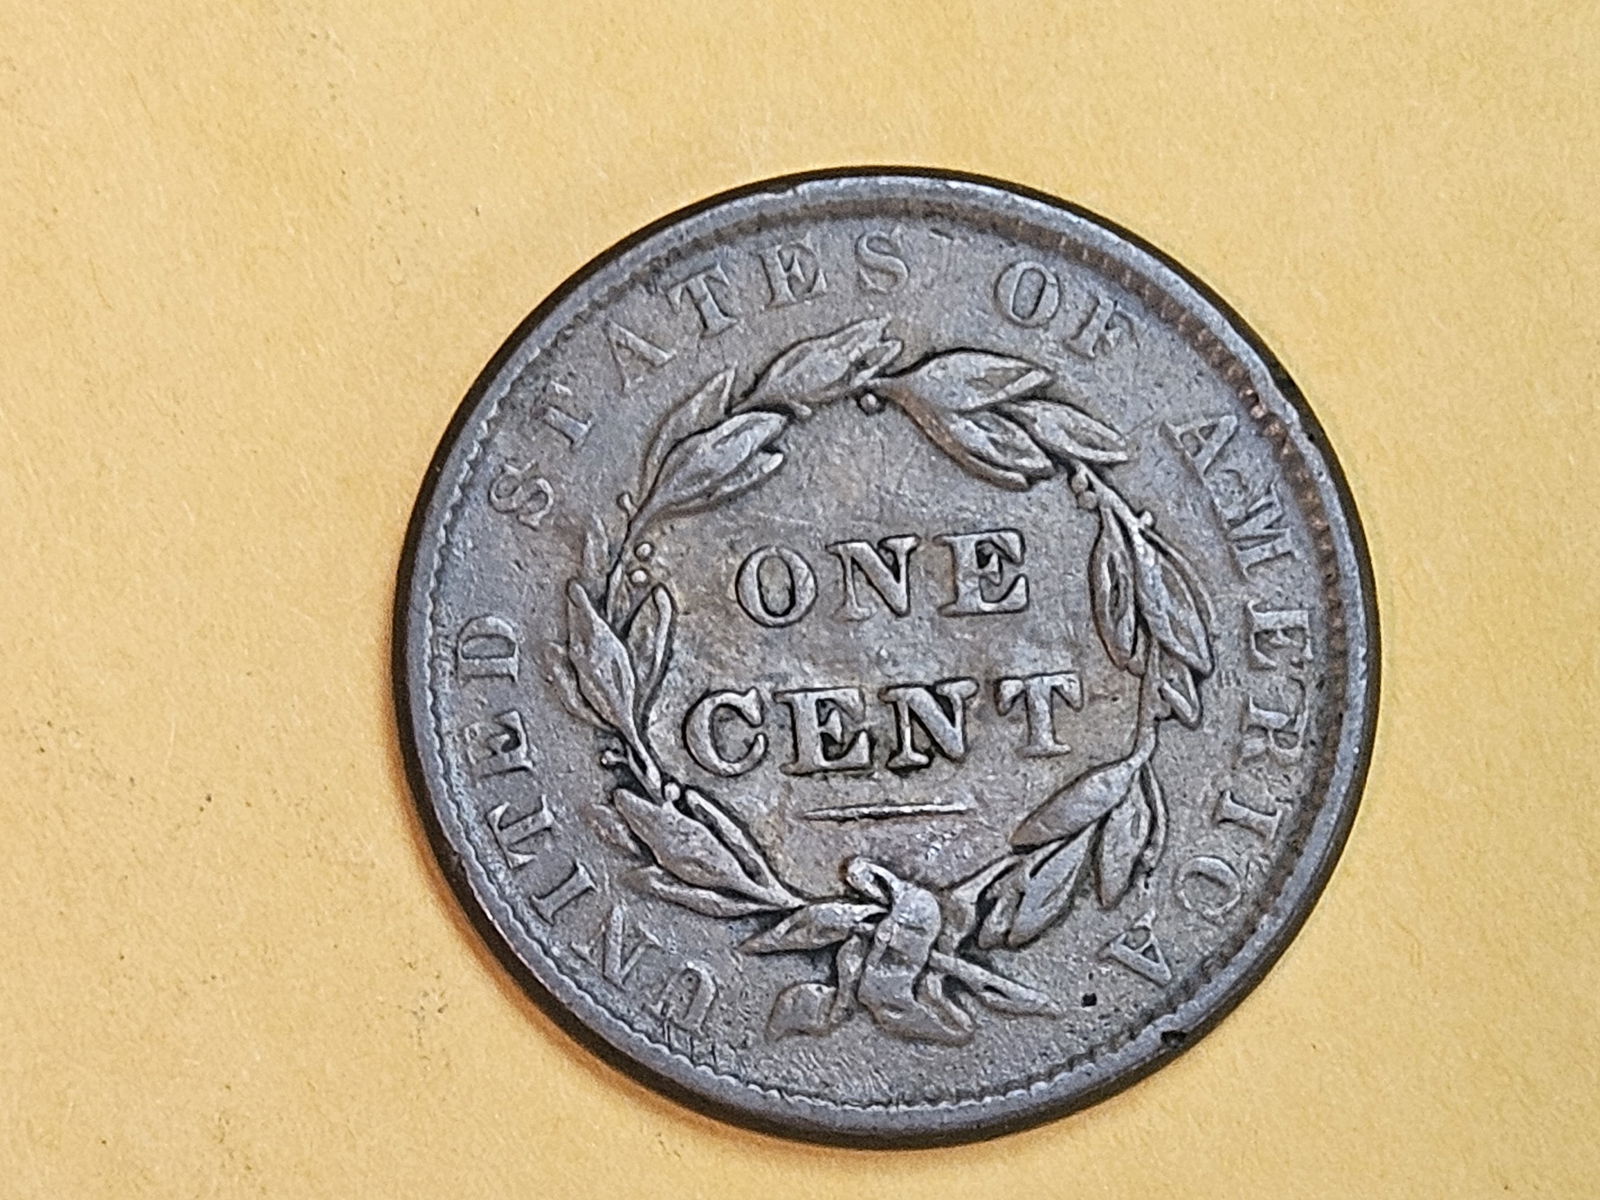 UNITED STATES OF AMERICA
ONE
CENT